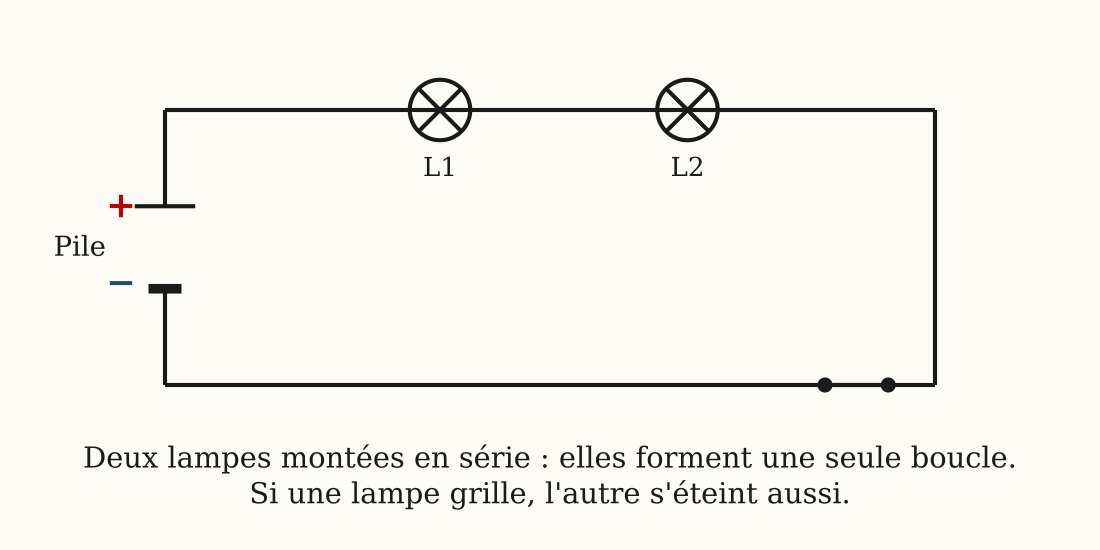 L1
L2
+
Pile
−
Deux lampes montées en série : elles forment une seule boucle.
Si une lampe grille, l'autre s'éteint aussi.